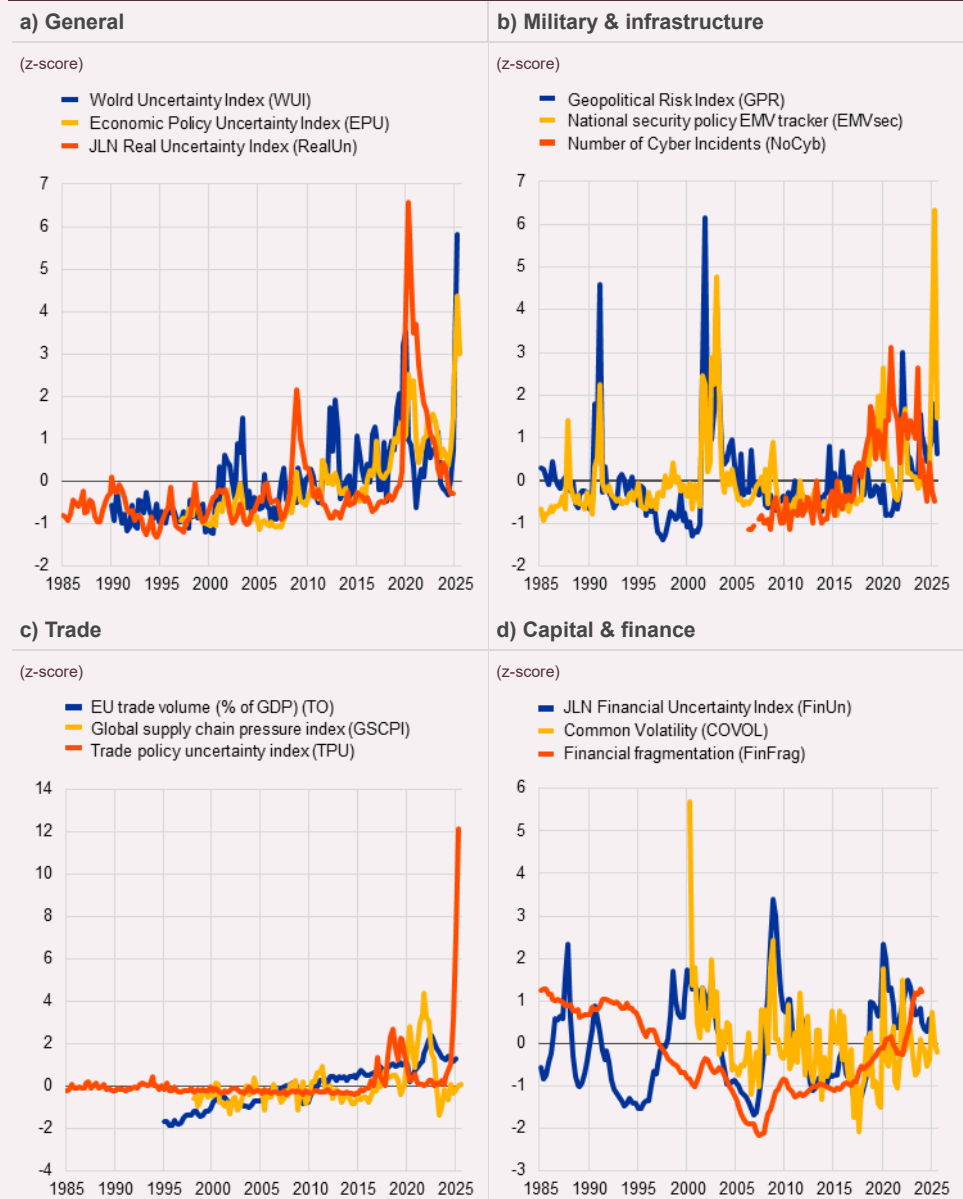 a) General
(z-score)
Wolrd Uncertainty Index (WUI)
Economic Policy Uncertainty Index (EPU)
JLN Real Uncertainty Index (RealUn)
7
6
5
4
3
2
1
0
-1
-2
1985 1990 1995 2000 2005 2010 2015 2020 2025
b) Military & infrastructure
(z-score)
Geopolitical Risk Index (GPR)
National security policy EMV tracker (EMVsec)
Number of Cyber Incidents (NoCyb)
7
6
5
4
3
2
1
0
-1
-2
1985 1990 1995 2000 2005 2010 2015 2020 2025
c) Trade
(z-score)
EU trade volume (% of GDP) (TO)
Global supply chain pressure index (GSCPI)
Trade policy uncertainty index (TPU)
14
12
10
8
6
4
2
0
-2
-4
1985 1990 1995 2000 2005 2010 2015 2020 2025
d) Capital & finance
(z-score)
JLN Financial Uncertainty Index (FinUn)
Common Volatility (COVOL)
Financial fragmentation (FinFrag)
6
5
4
3
2
1
0
-1
-2
-3
1985 1990 1995 2000 2005 2010 2015 2020 2025